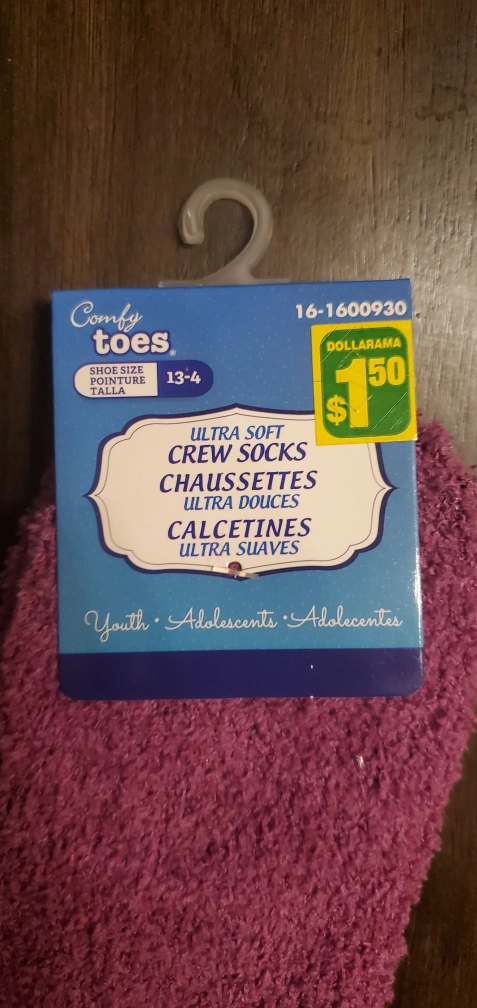 Comfy
toes®
16-1600930
DOLLARAMA
$1.50
SHOE SIZE
POINTURE
TALLA
13-4
ULTRA SOFT
CREW SOCKS
CHAUSSETTES
ULTRA DOUCES
CALCETINES
ULTRA SUAVES
Youth · Adolescents · Adolecentes